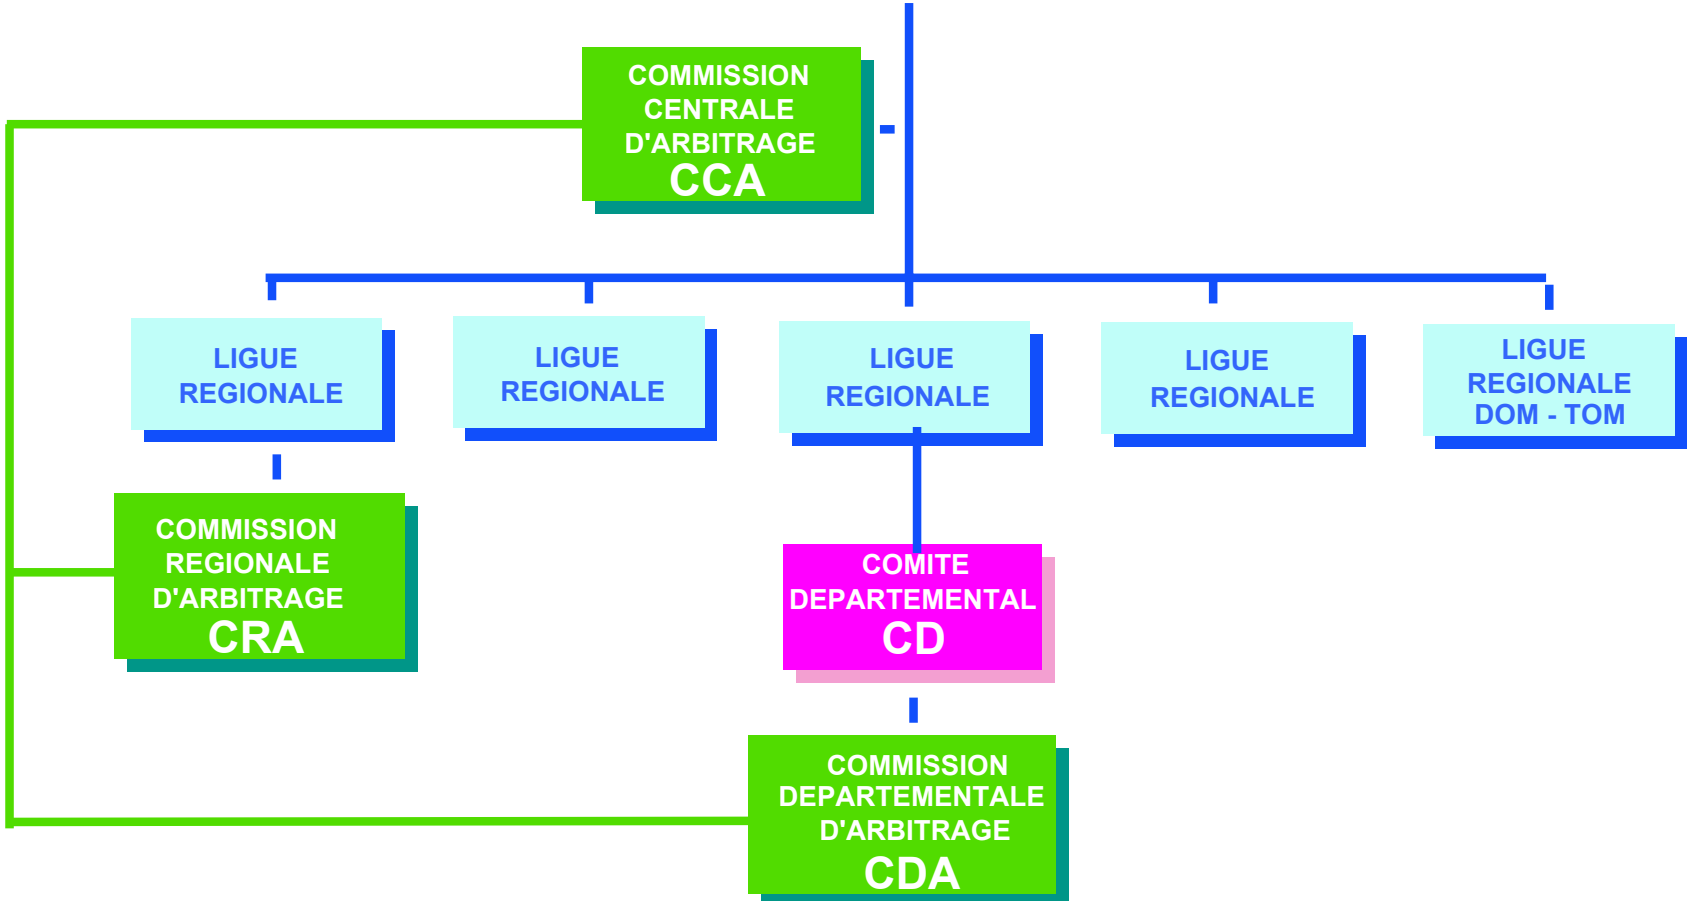 COMMISSION
CENTRALE
D'ARBITRAGE
CCA
LIGUE
REGIONALE
LIGUE
REGIONALE
LIGUE
REGIONALE
LIGUE
REGIONALE
LIGUE
REGIONALE
DOM - TOM
COMMISSION
REGIONALE
D'ARBITRAGE
CRA
COMITE
DEPARTEMENTAL
CD
COMMISSION
DEPARTEMENTALE
D'ARBITRAGE
CDA